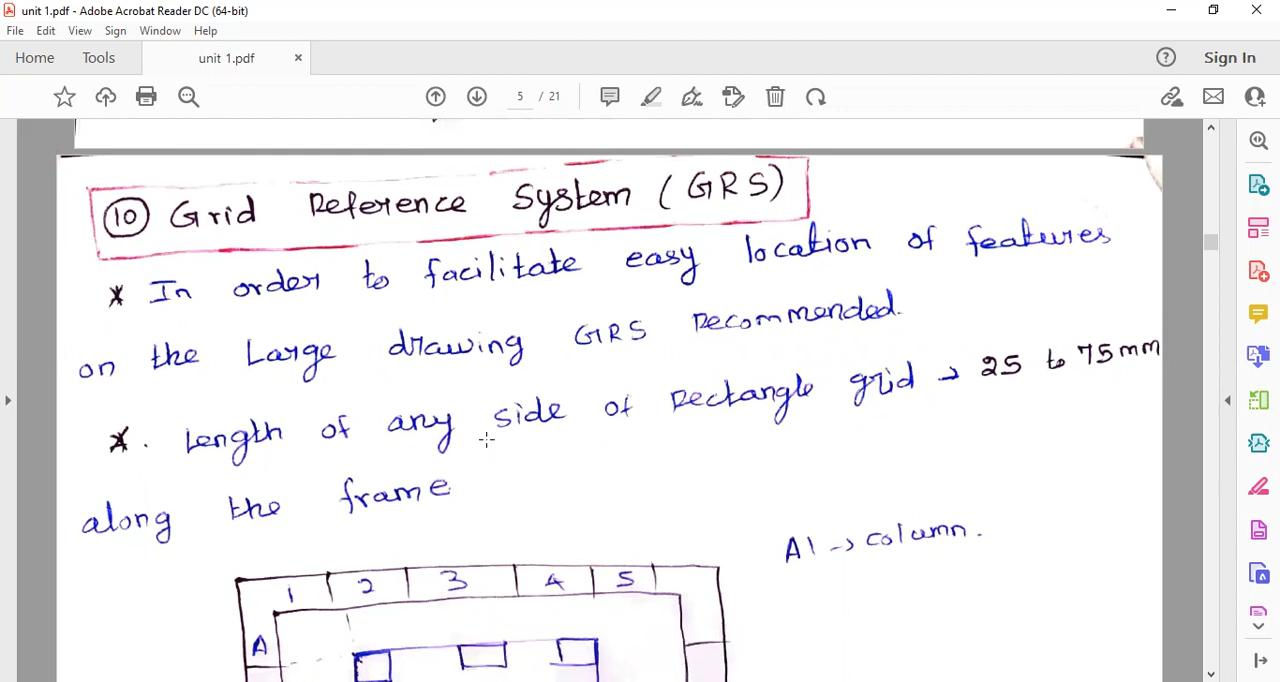 unit 1.pdf - Adobe Acrobat Reader DC (64-bit)
File Edit View Sign Window Help
Home Tools unit 1.pdf × Sign In
5 / 21
10 Grid Reference System (GRS)
* In order to facilitate easy location of features
on the Large drawing GRS Recommended.
*. Length of any side of Rectangle grid → 25 to 75mm
along the frame
A1 → column.
1 2 3 4 5
A